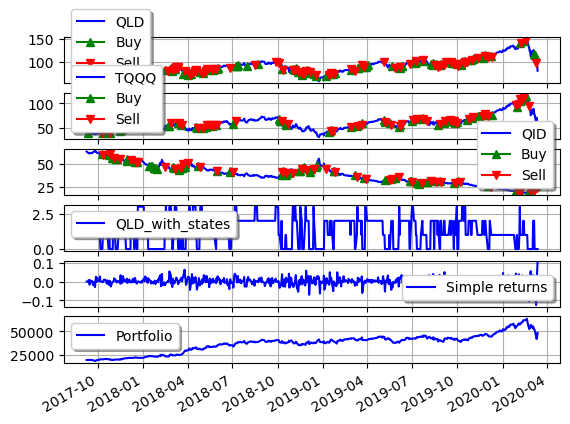 QLD
Buy
Sell
150
100
TQQQ
Buy
Sell
100
50
QID
Buy
Sell
50
25
QLD_with_states
2.5
0.0
Simple returns
0.1
0.0
−0.1
Portfolio
50000
25000
2017-10
2018-01
2018-04
2018-07
2018-10
2019-01
2019-04
2019-07
2019-10
2020-01
2020-04